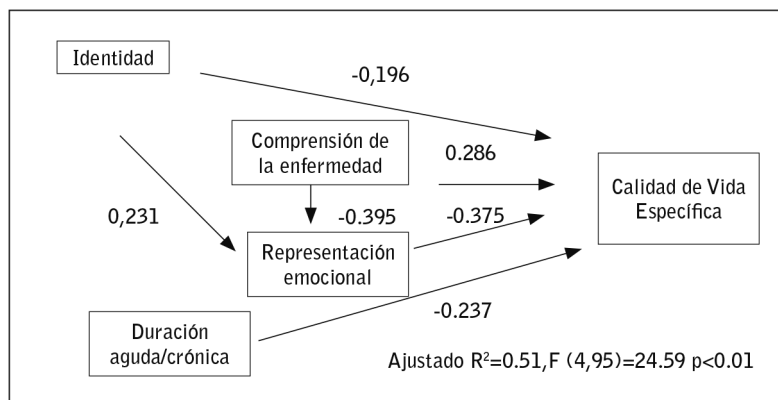 Identidad
-0,196
Comprensión de
la enfermedad
0.286
Calidad de Vida
Específica
0,231
-0.395
-0.375
Representación
emocional
-0.237
Duración
aguda/crónica
Ajustado R²=0.51,F (4,95)=24.59 p<0.01